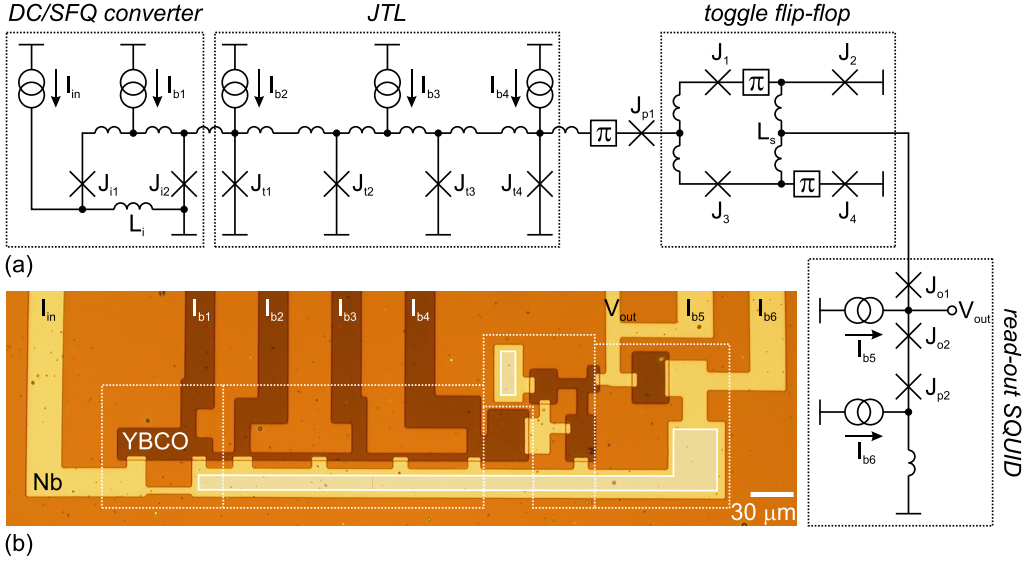 DC/SFQ converter
JTL
toggle flip-flop
I_in
I_b1
I_b2
I_b3
I_b4
J_1
J_2
π
J_p1
π
L_s
J_i1
J_i2
J_t1
J_t2
J_t3
J_t4
π
L_i
J_3
J_4
(a)
I_in
I_b1
I_b2
I_b3
I_b4
V_out
I_b5
I_b6
YBCO
Nb
30 μm
(b)
J_o1
V_out
I_b5
J_o2
J_p2
I_b6
read-out SQUID